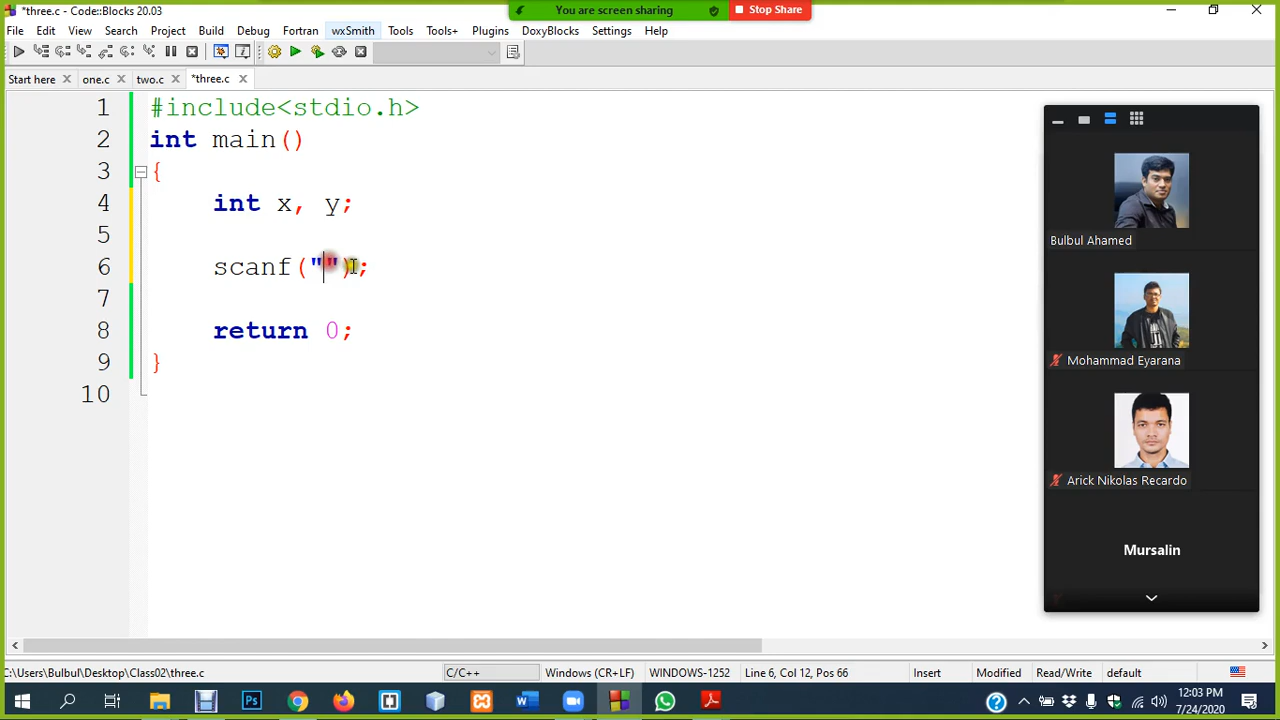 *three.c - Code::Blocks 20.03
You are screen sharing
Stop Share
File Edit View Search Project Build Debug Fortran wxSmith Tools Tools+ Plugins DoxyBlocks Settings Help
Start here one.c two.c *three.c
1 #include<stdio.h>
2 int main()
3 {
4 int x, y;
5
6 scanf("");
7
8 return 0;
9 }
10
Bulbul Ahamed
Mohammad Eyarana
Arick Nikolas Recardo
Mursalin
C:\Users\Bulbul\Desktop\Class02\three.c C/C++ Windows (CR+LF) WINDOWS-1252 Line 6, Col 12, Pos 66 Insert Modified Read/Write default
12:03 PM
7/24/2020